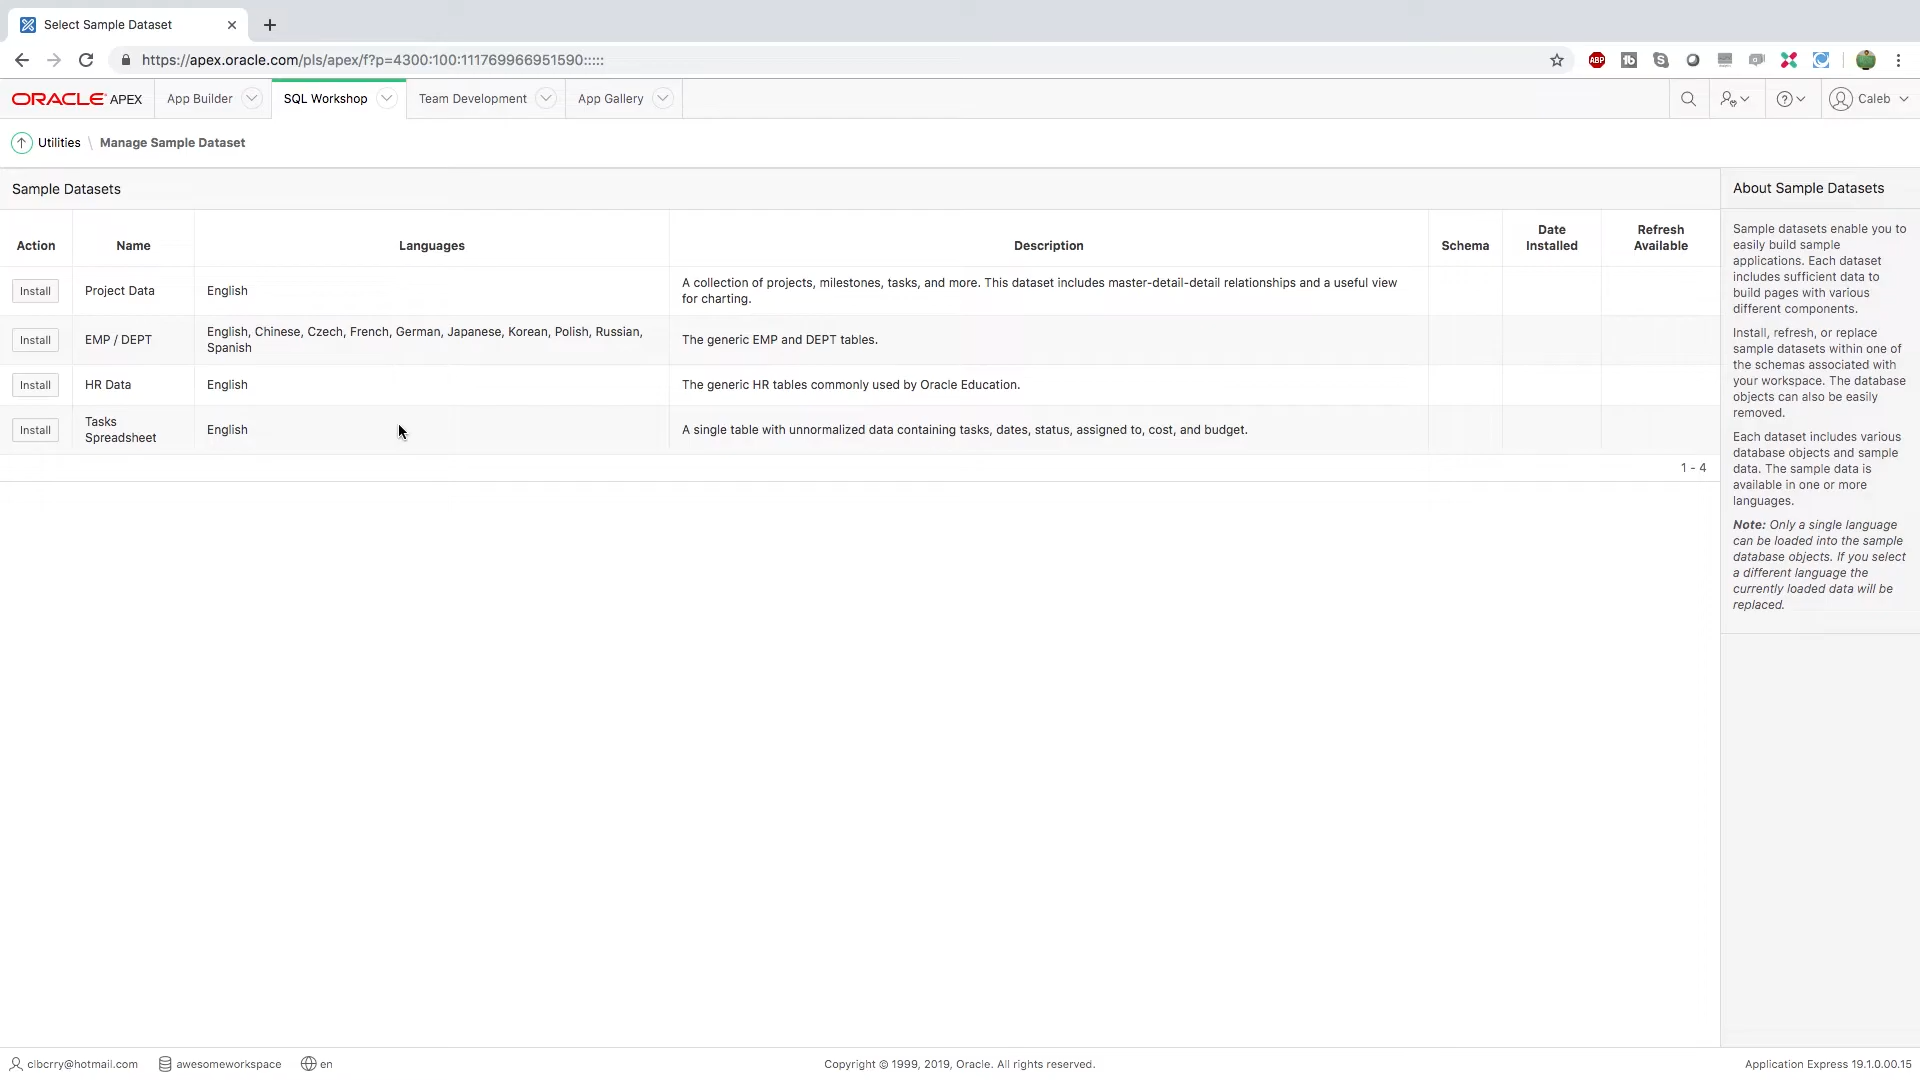 Select Sample Dataset
https://apex.oracle.com/pls/apex/f?p=4300:100:111769966951590:::::
ABP
ORACLE APEX
App Builder
SQL Workshop
Team Development
App Gallery
Caleb
Utilities \ Manage Sample Dataset
Sample Datasets
Action Name Languages Description Schema Date Installed Refresh Available
Install Project Data English A collection of projects, milestones, tasks, and more. This dataset includes master-detail-detail relationships and a useful view
for charting.
Install EMP / DEPT English, Chinese, Czech, French, German, Japanese, Korean, Polish, Russian,
Spanish The generic EMP and DEPT tables.
Install HR Data English The generic HR tables commonly used by Oracle Education.
Install Tasks
Spreadsheet English A single table with unnormalized data containing tasks, dates, status, assigned to, cost, and budget.
1 - 4
About Sample Datasets
Sample datasets enable you to
easily build sample
applications. Each dataset
includes sufficient data to
build pages with various
different components.
Install, refresh, or replace
sample datasets within one of
the schemas associated with
your workspace. The database
objects can also be easily
removed.
Each dataset includes various
database objects and sample
data. The sample data is
available in one or more
languages.
Note: Only a single language
can be loaded into the sample
database objects. If you select
a different language the
currently loaded data will be
replaced.
clbcrry@hotmail.com
awesomeworkspace
en
Copyright © 1999, 2019, Oracle. All rights reserved.
Application Express 19.1.0.00.15